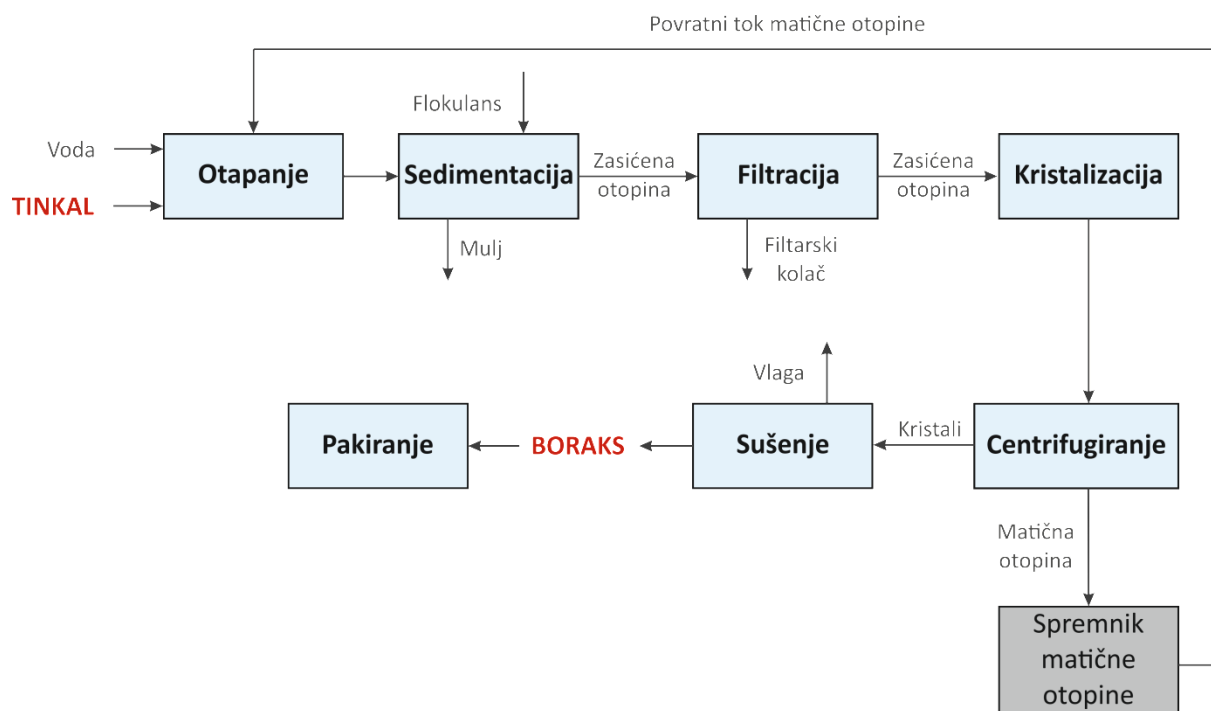 Povratni tok matične otopine
Flokulans
Voda
TINKAL
Otapanje
Sedimentacija
Zasićena
otopina
Filtracija
Zasićena
otopina
Kristalizacija
Mulj
Filtarski
kolač
Vlaga
Pakiranje
BORAKS
Sušenje
Kristali
Centrifugiranje
Matična
otopina
Spremnik
matične
otopine